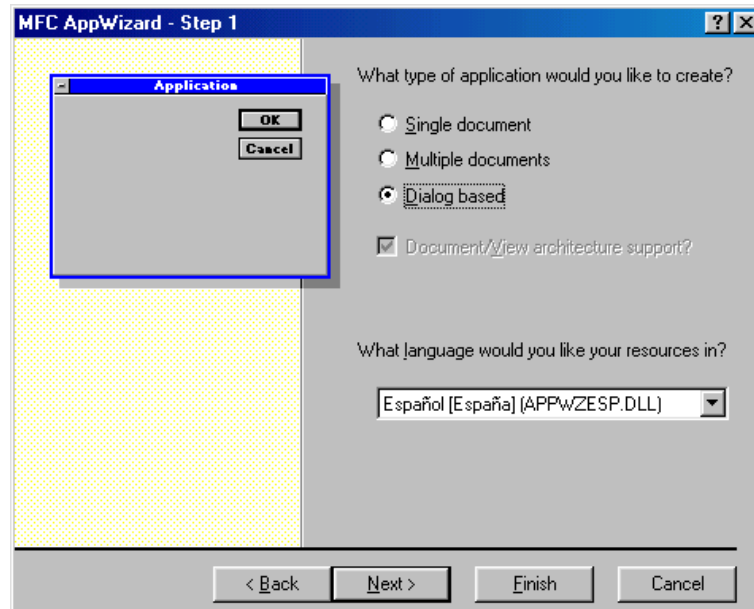 MFC AppWizard - Step 1
Application
OK
Cancel
What type of application would you like to create?
Single document
Multiple documents
Dialog based
Document/View architecture support?
What language would you like your resources in?
Español [España] (APPWZESP.DLL)
< Back
Next >
Finish
Cancel